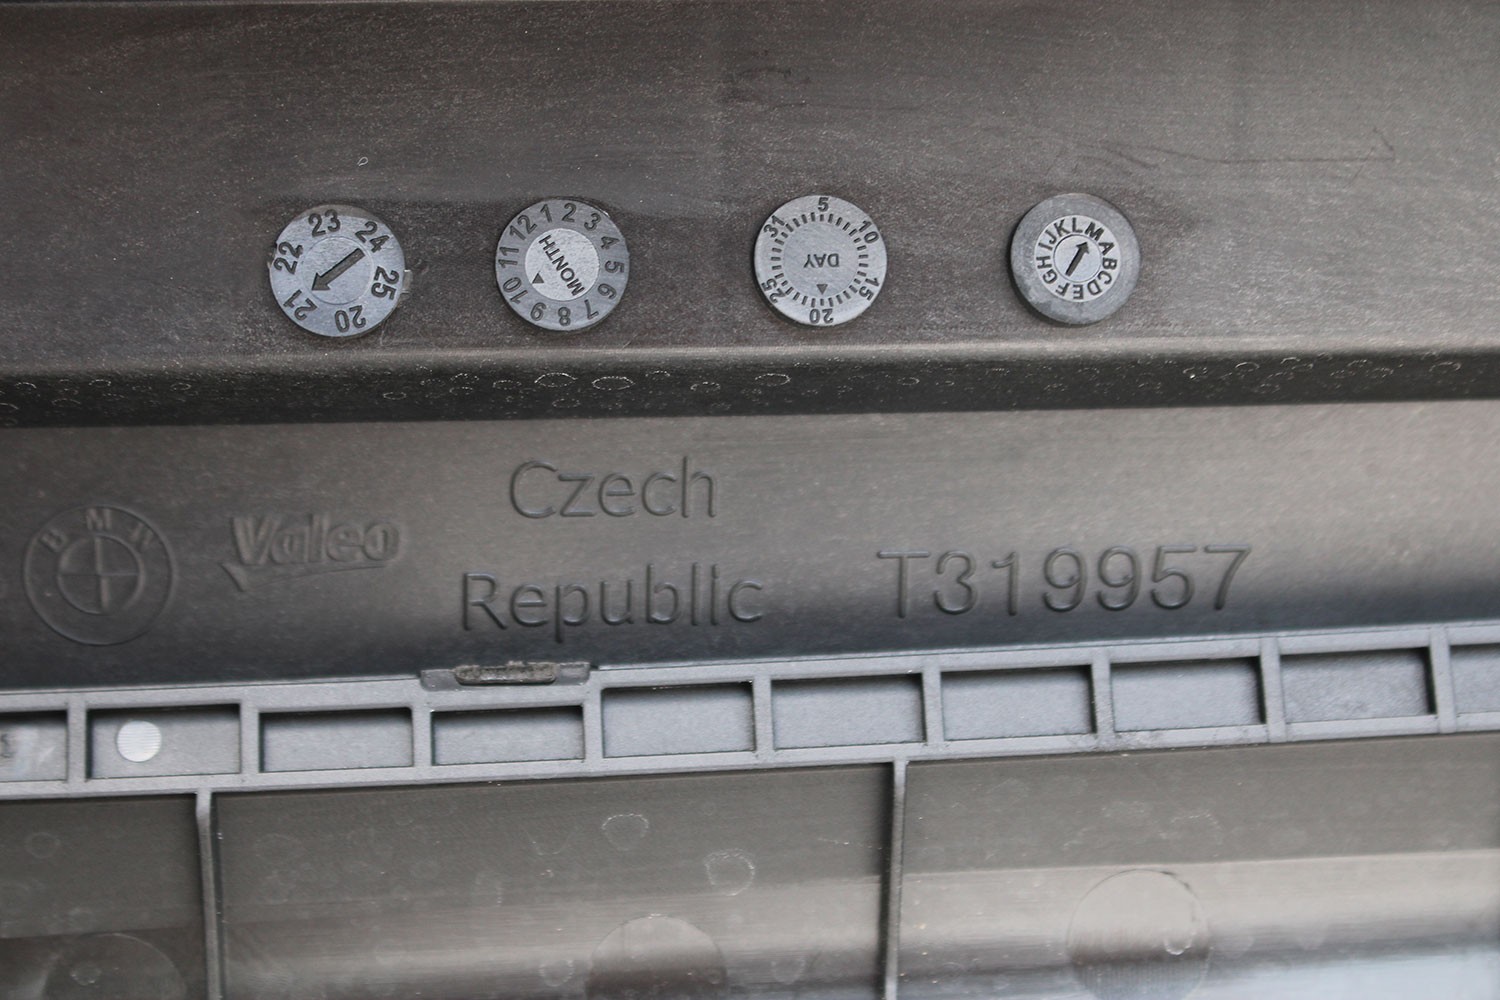 20 21 22 23 24 25
1 2 3 4 5 6 7 8 9 10 11 12
MONTH
5 10 15 20 25 31
DAY
A B C D E F G H I J K L M
BMW
Valeo
Czech
Republic
T319957